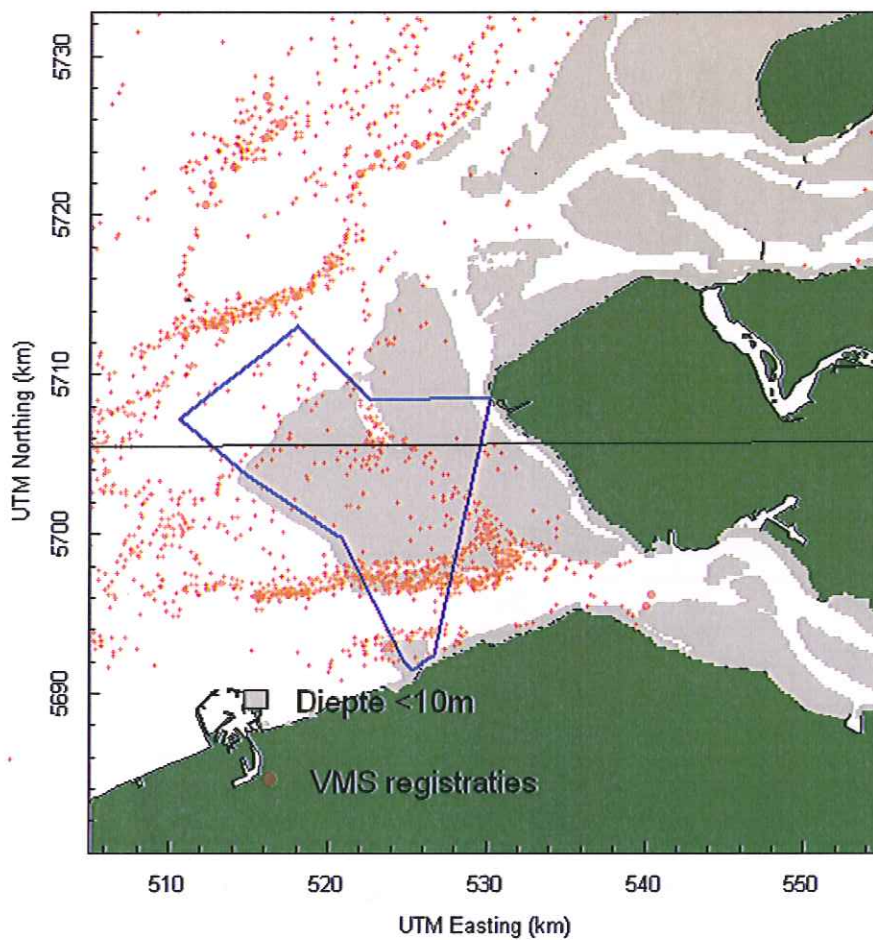 5730
5720
5710
5700
5690
UTM Northing (km)
Diepte <10m
VMS registraties
510
520
530
540
550
UTM Easting (km)